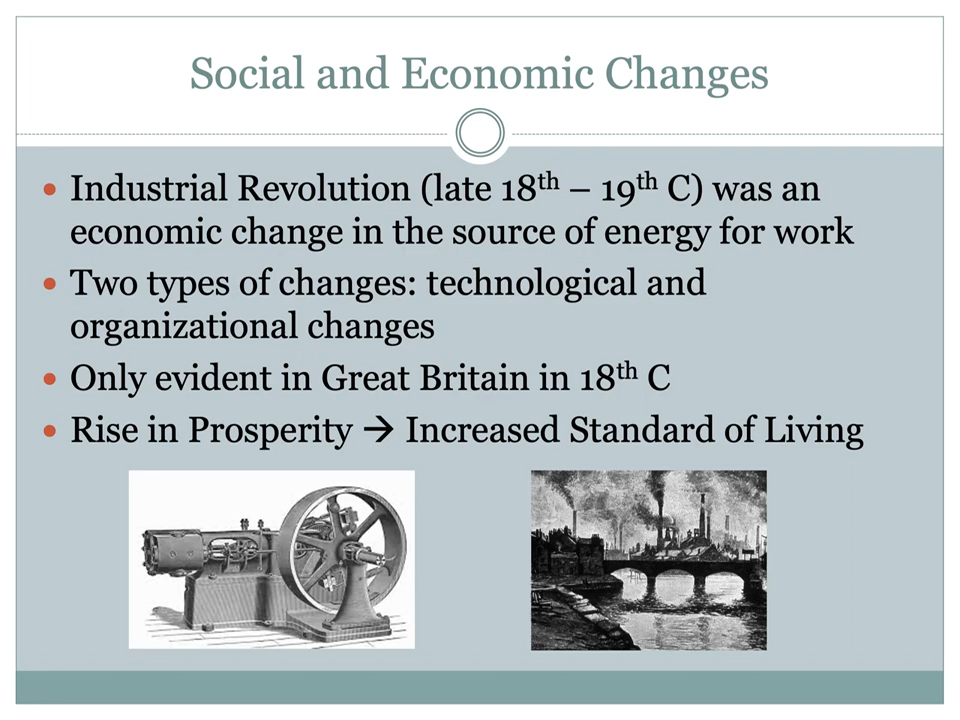 Social and Economic Changes
• Industrial Revolution (late 18th – 19th C) was an
economic change in the source of energy for work
• Two types of changes: technological and
organizational changes
• Only evident in Great Britain in 18th C
• Rise in Prosperity → Increased Standard of Living